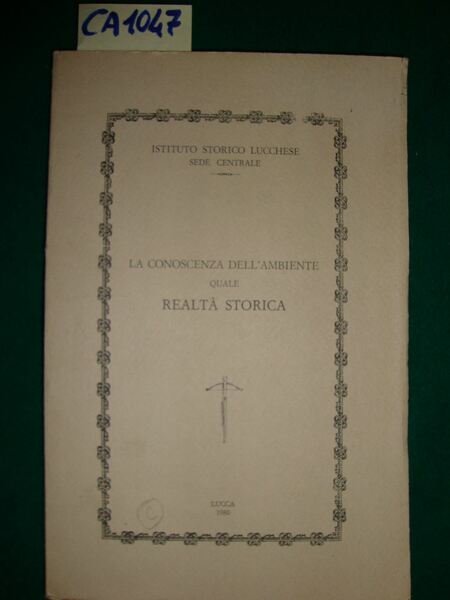 CA1047
ISTITUTO STORICO LUCCHESE
SEDE CENTRALE
LA CONOSCENZA DELL'AMBIENTE
QUALE
REALTÀ STORICA
LUCCA
1980